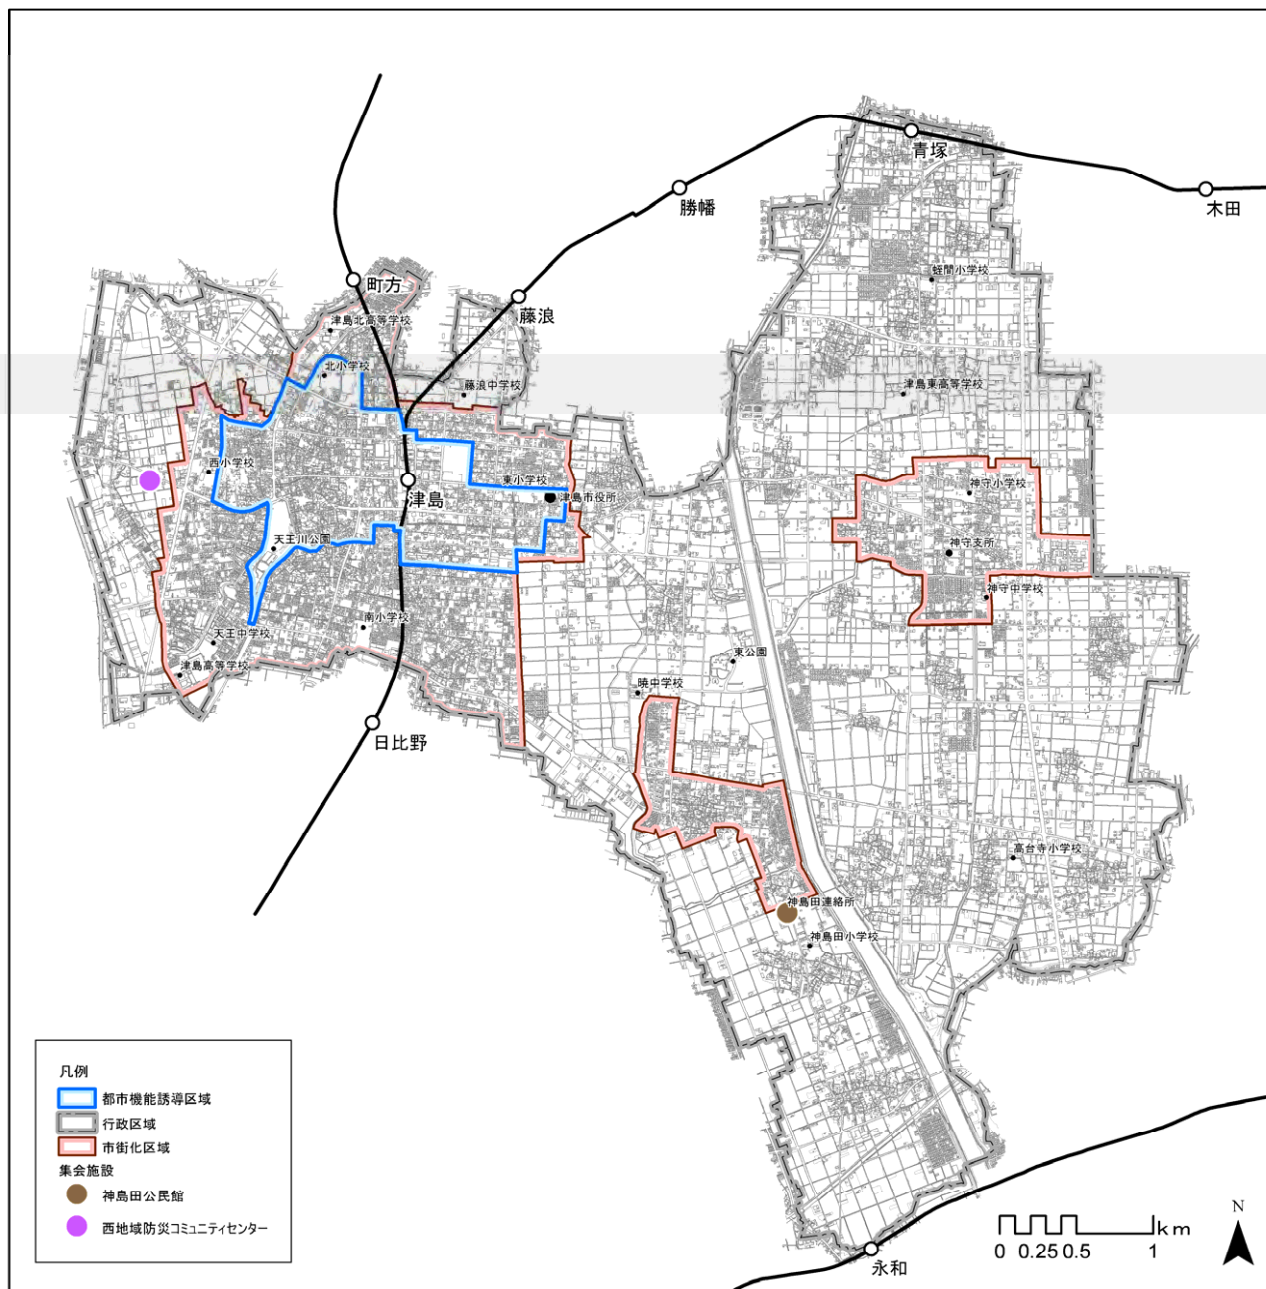 青塚
勝幡
木田
蛭間小学校
町方
藤浪
津島北高等学校
北小学校
藤浪中学校
津島東高等学校
西小学校
東小学校
津島市役所
津島
神守小学校
天王川公園
神守支所
神守中学校
南小学校
天王中学校
東公園
津島高等学校
暁中学校
日比野
高台寺小学校
神島田連絡所
神島田小学校
凡例
都市機能誘導区域
行政区域
市街化区域
集会施設
神島田公民館
西地域防災コミュニティセンター
N
km
0 0.25 0.5 1
永和